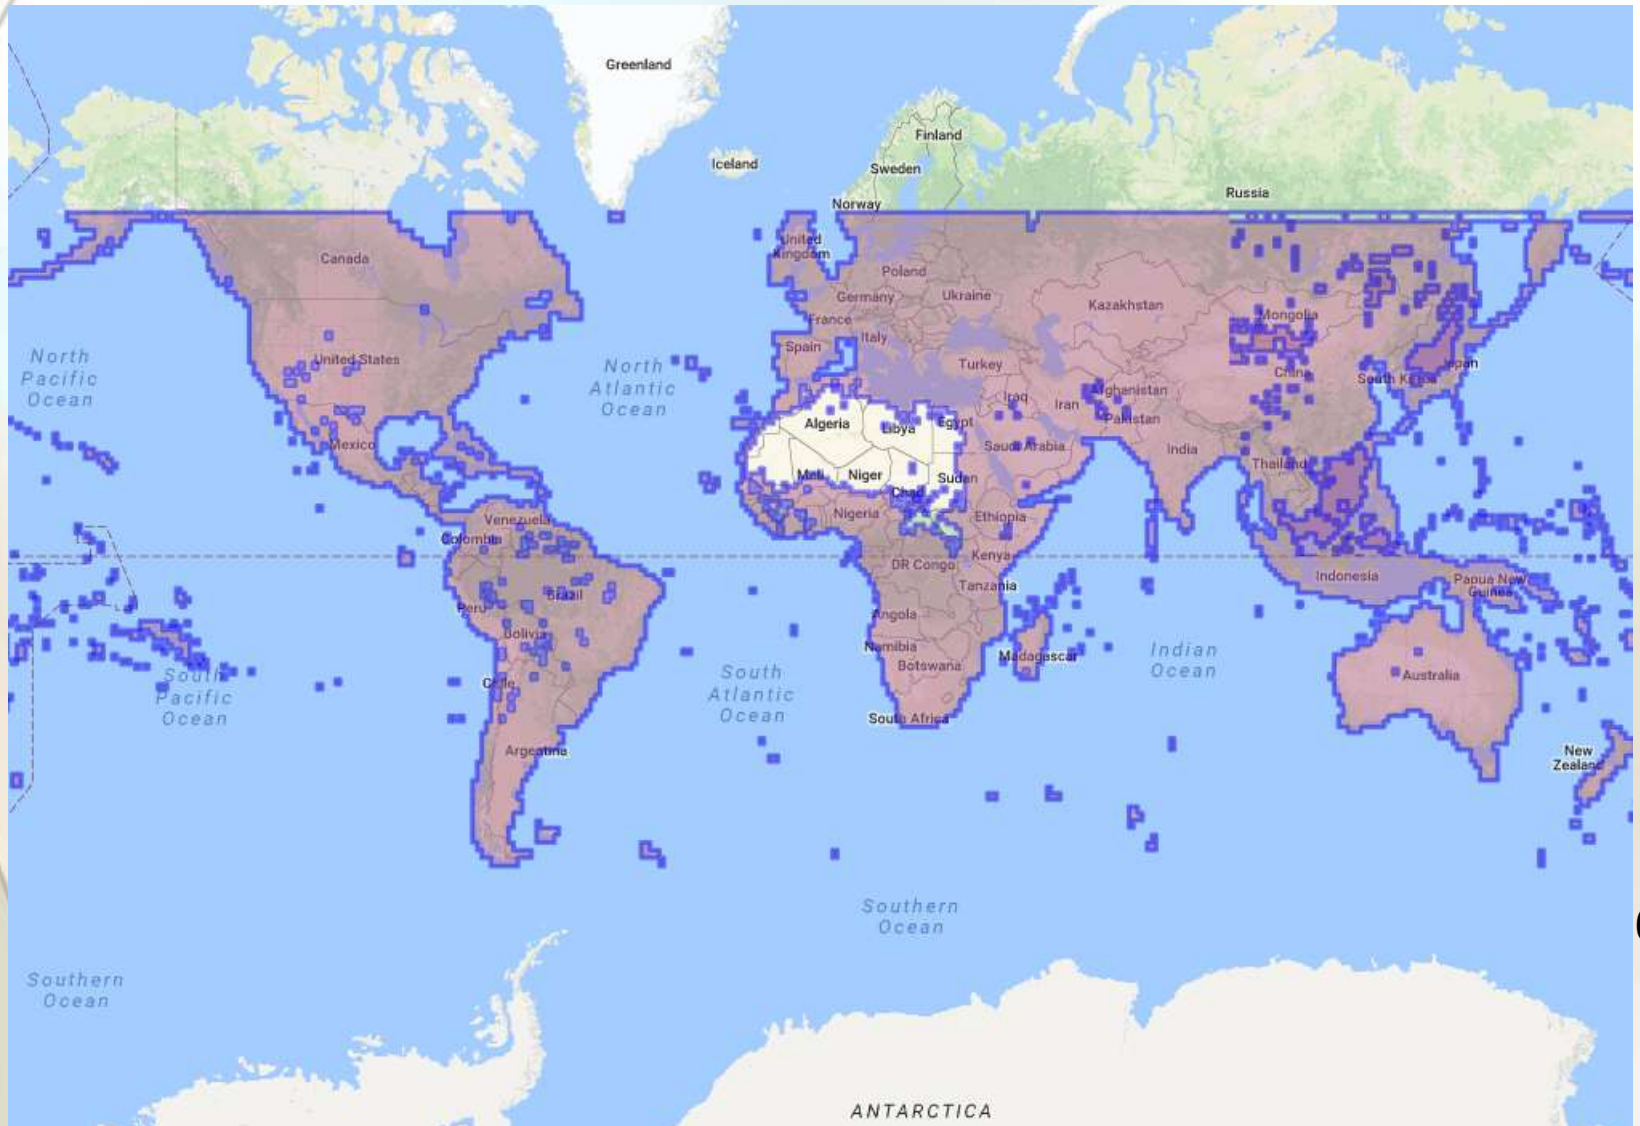 Greenland
Finland
Iceland
Sweden
Russia
Norway
United
Kingdom
Canada
Poland
Germany
Ukraine
Kazakhstan
Mongolia
France
Italy
Spain
United States
North
Pacific
Ocean
North
Atlantic
Ocean
Turkey
China
South Korea
Japan
Afghanistan
Iraq
Iran
Pakistan
Algeria
Libya
Egypt
Mexico
Saudi Arabia
India
Thailand
Mali
Niger
Sudan
Chad
Nigeria
Ethiopia
Venezuela
Colombia
Kenya
DR Congo
Tanzania
Indonesia
Papua New
Guinea
Brazil
Peru
Angola
Bolivia
Namibia
Botswana
Madagascar
Indian
Ocean
South
Pacific
Ocean
Chile
South
Atlantic
Ocean
Australia
South Africa
Argentina
New
Zealand
Southern
Ocean
Southern
Ocean
ANTARCTICA